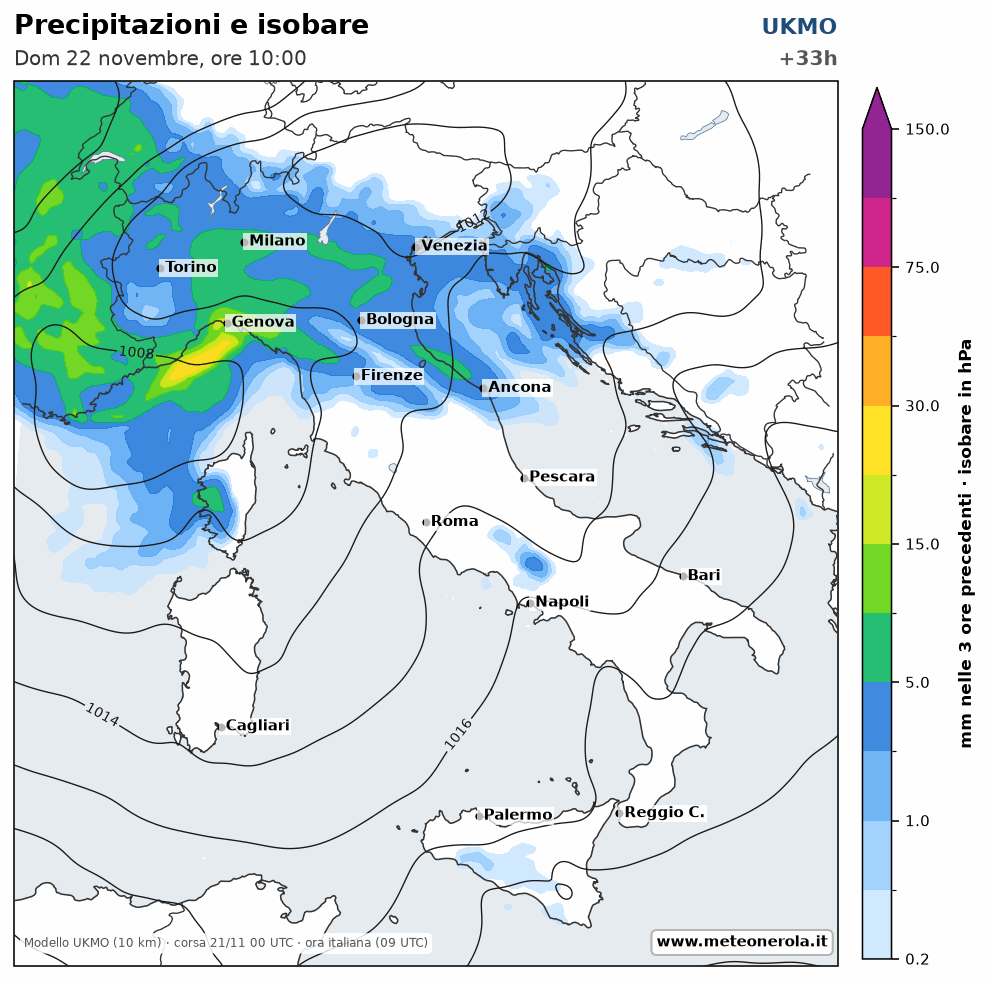 Precipitazioni e isobare
UKMO
Dom 22 novembre, ore 10:00
+33h
150.0
75.0
30.0
15.0
5.0
1.0
0.2
mm nelle 3 ore precedenti · isobare in hPa
1012
Milano
Venezia
Torino
Genova
Bologna
1008
Firenze
Ancona
Pescara
Roma
Bari
Napoli
1014
Cagliari
1016
Palermo
Reggio C.
Modello UKMO (10 km) · corsa 21/11 00 UTC · ora italiana (09 UTC)
www.meteonerola.it